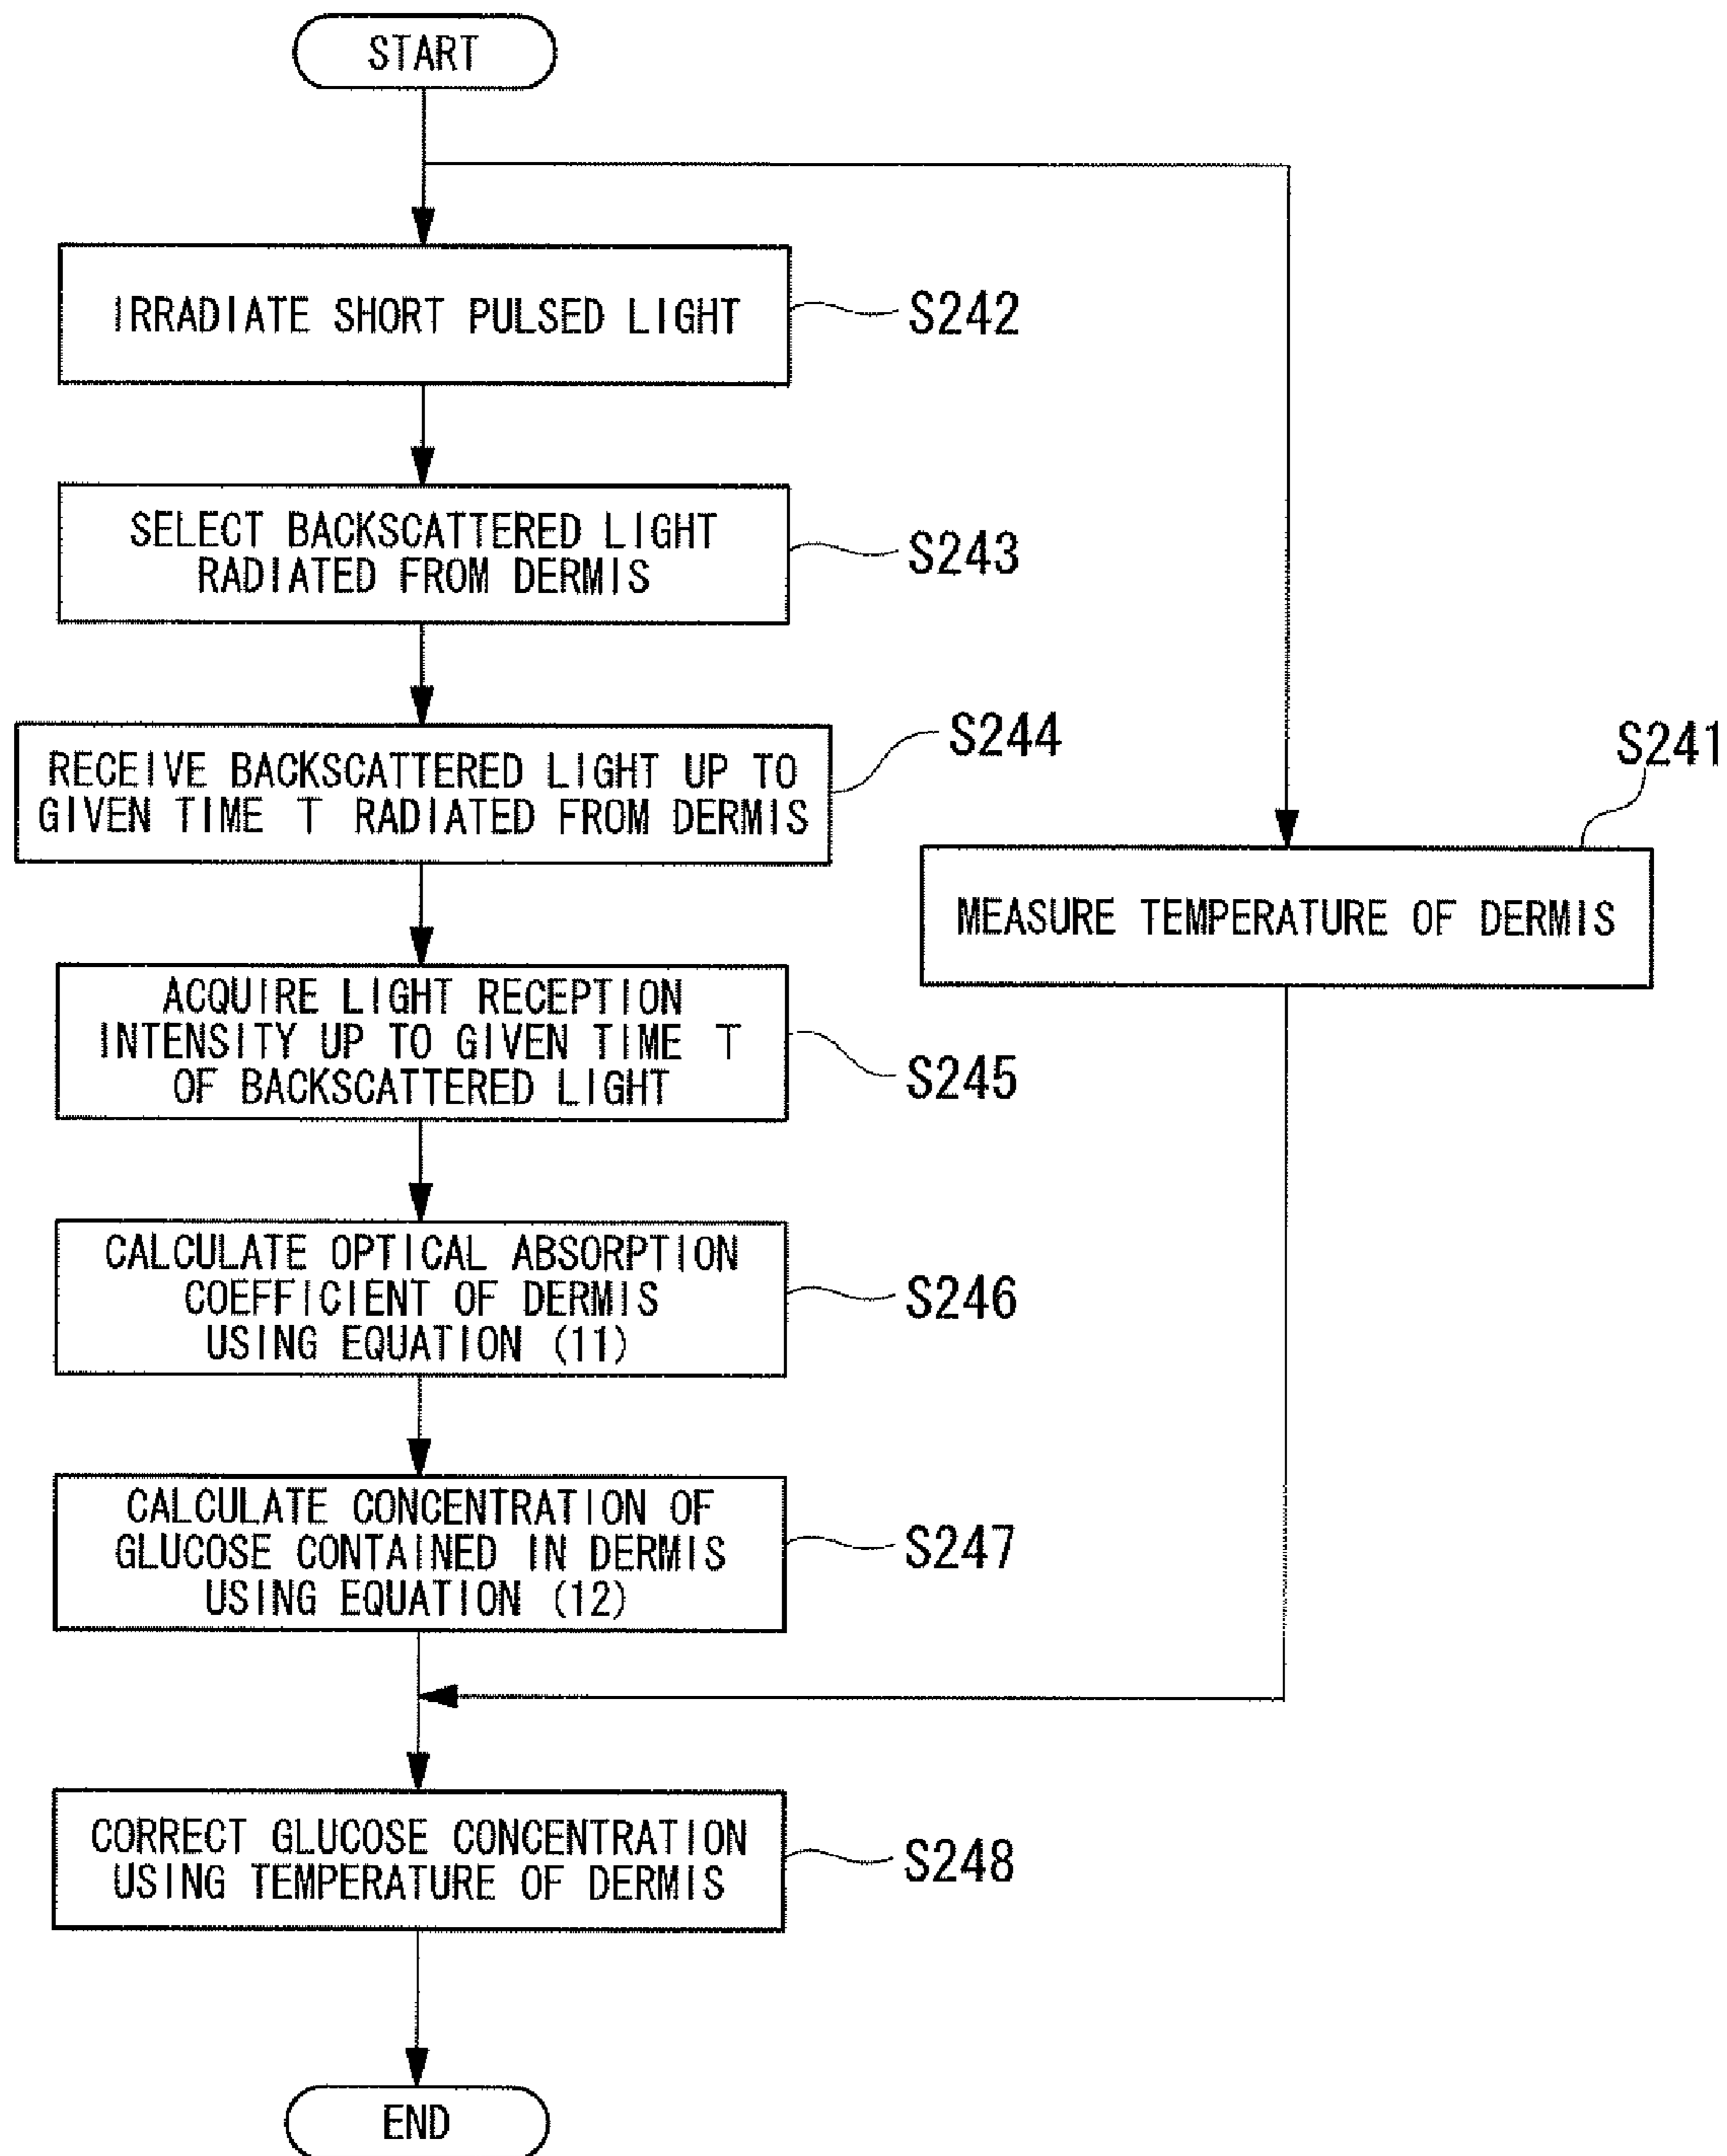 START
IRRADIATE SHORT PULSED LIGHT
S242
SELECT BACKSCATTERED LIGHT
RADIATED FROM DERMIS
S243
RECEIVE BACKSCATTERED LIGHT UP TO
GIVEN TIME T RADIATED FROM DERMIS
S244
S241
MEASURE TEMPERATURE OF DERMIS
ACQUIRE LIGHT RECEPTION
INTENSITY UP TO GIVEN TIME T
OF BACKSCATTERED LIGHT
S245
CALCULATE OPTICAL ABSORPTION
COEFFICIENT OF DERMIS
USING EQUATION (11)
S246
CALCULATE CONCENTRATION OF
GLUCOSE CONTAINED IN DERMIS
USING EQUATION (12)
S247
CORRECT GLUCOSE CONCENTRATION
USING TEMPERATURE OF DERMIS
S248
END